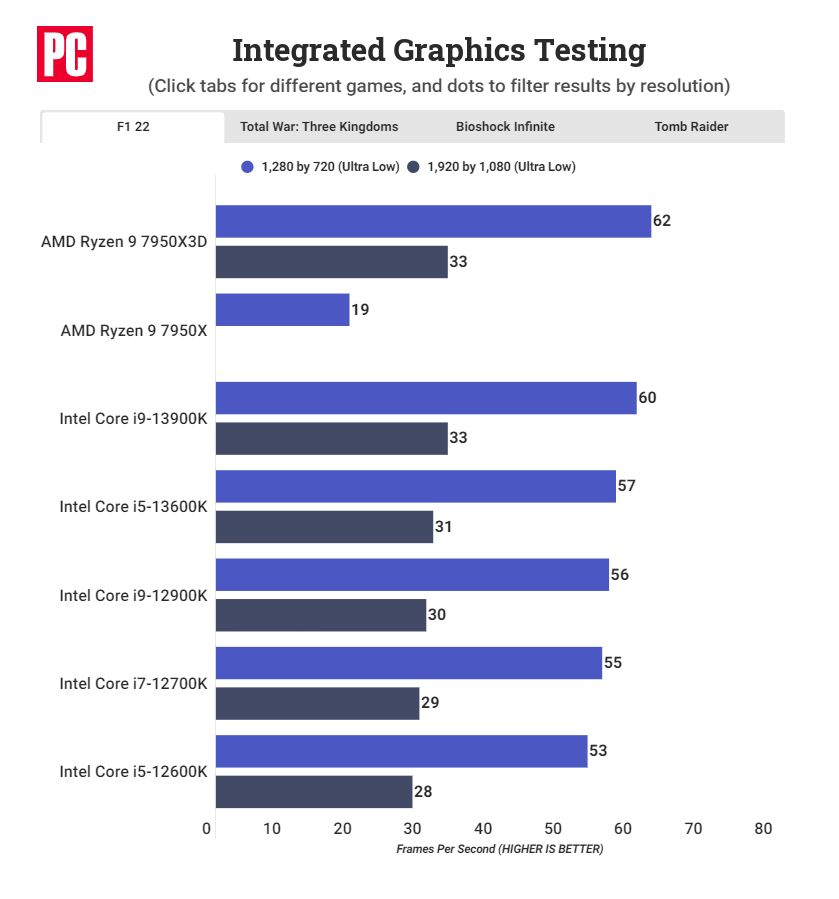 PC
Integrated Graphics Testing
(Click tabs for different games, and dots to filter results by resolution)
F1 22 Total War: Three Kingdoms Bioshock Infinite Tomb Raider
1,280 by 720 (Ultra Low) 1,920 by 1,080 (Ultra Low)
62
AMD Ryzen 9 7950X3D
33
19
AMD Ryzen 9 7950X
60
Intel Core i9-13900K
33
57
Intel Core i5-13600K
31
56
Intel Core i9-12900K
30
55
Intel Core i7-12700K
29
53
Intel Core i5-12600K
28
0 10 20 30 40 50 60 70 80
Frames Per Second (HIGHER IS BETTER)